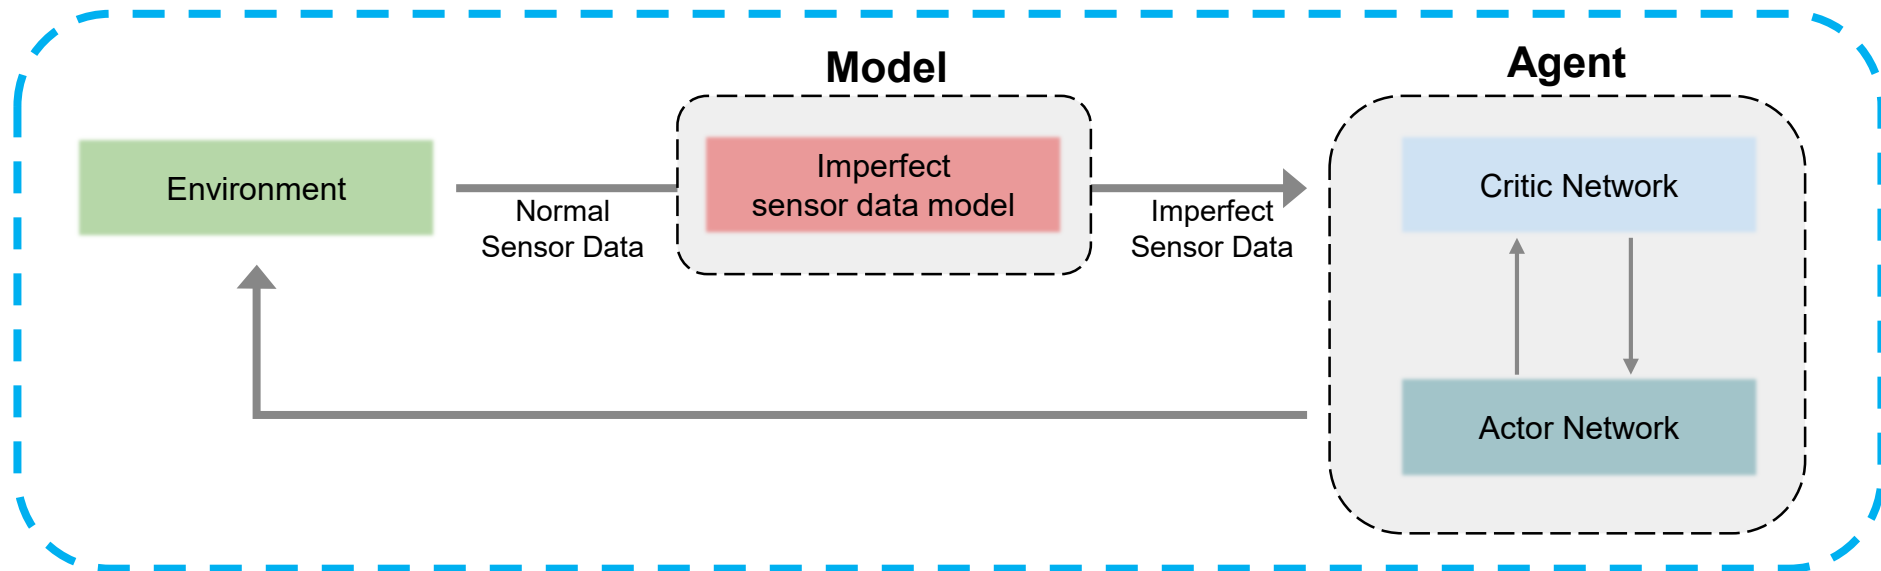 Model
Agent
Environment
Normal
Sensor Data
Imperfect
sensor data model
Imperfect
Sensor Data
Critic Network
Actor Network